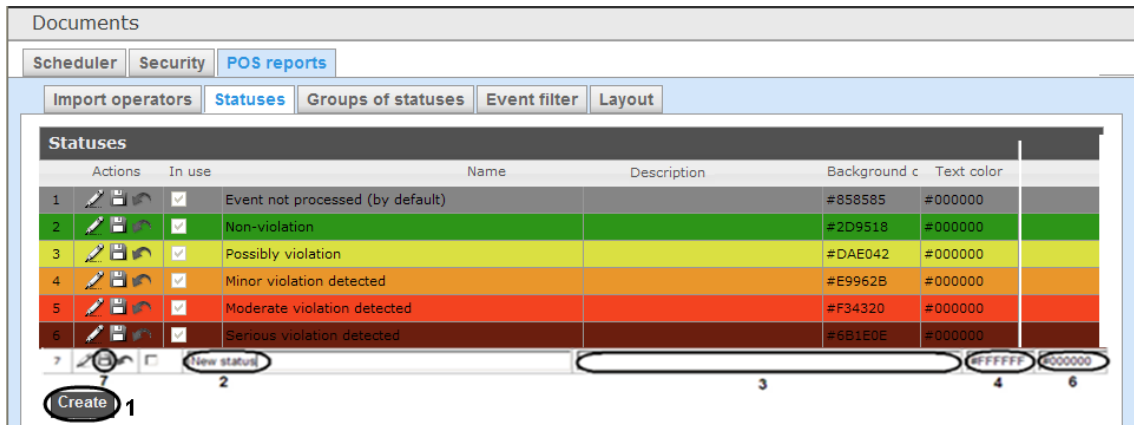 Documents
Scheduler Security POS reports
Import operators Statuses Groups of statuses Event filter Layout
Statuses
Actions In use Name Description Background c Text color
1 Event not processed (by default) #858585 #000000
2 Non-violation #2D9518 #000000
3 Possibly violation #DAE042 #000000
4 Minor violation detected #E9962B #000000
5 Moderate violation detected #F34320 #000000
6 Serious violation detected #6B1E0E #000000
7 New status #FFFFFF #000000
7 2 3 4 6
Create 1